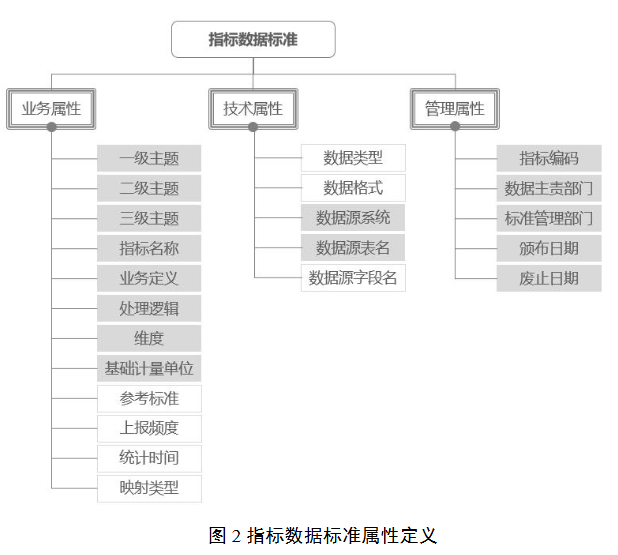 指标数据标准
业务属性
技术属性
管理属性
一级主题
二级主题
三级主题
指标名称
业务定义
处理逻辑
维度
基础计量单位
参考标准
上报频度
统计时间
映射类型
数据类型
数据格式
数据源系统
数据源表名
数据源字段名
指标编码
数据主责部门
标准管理部门
颁布日期
废止日期
图 2 指标数据标准属性定义